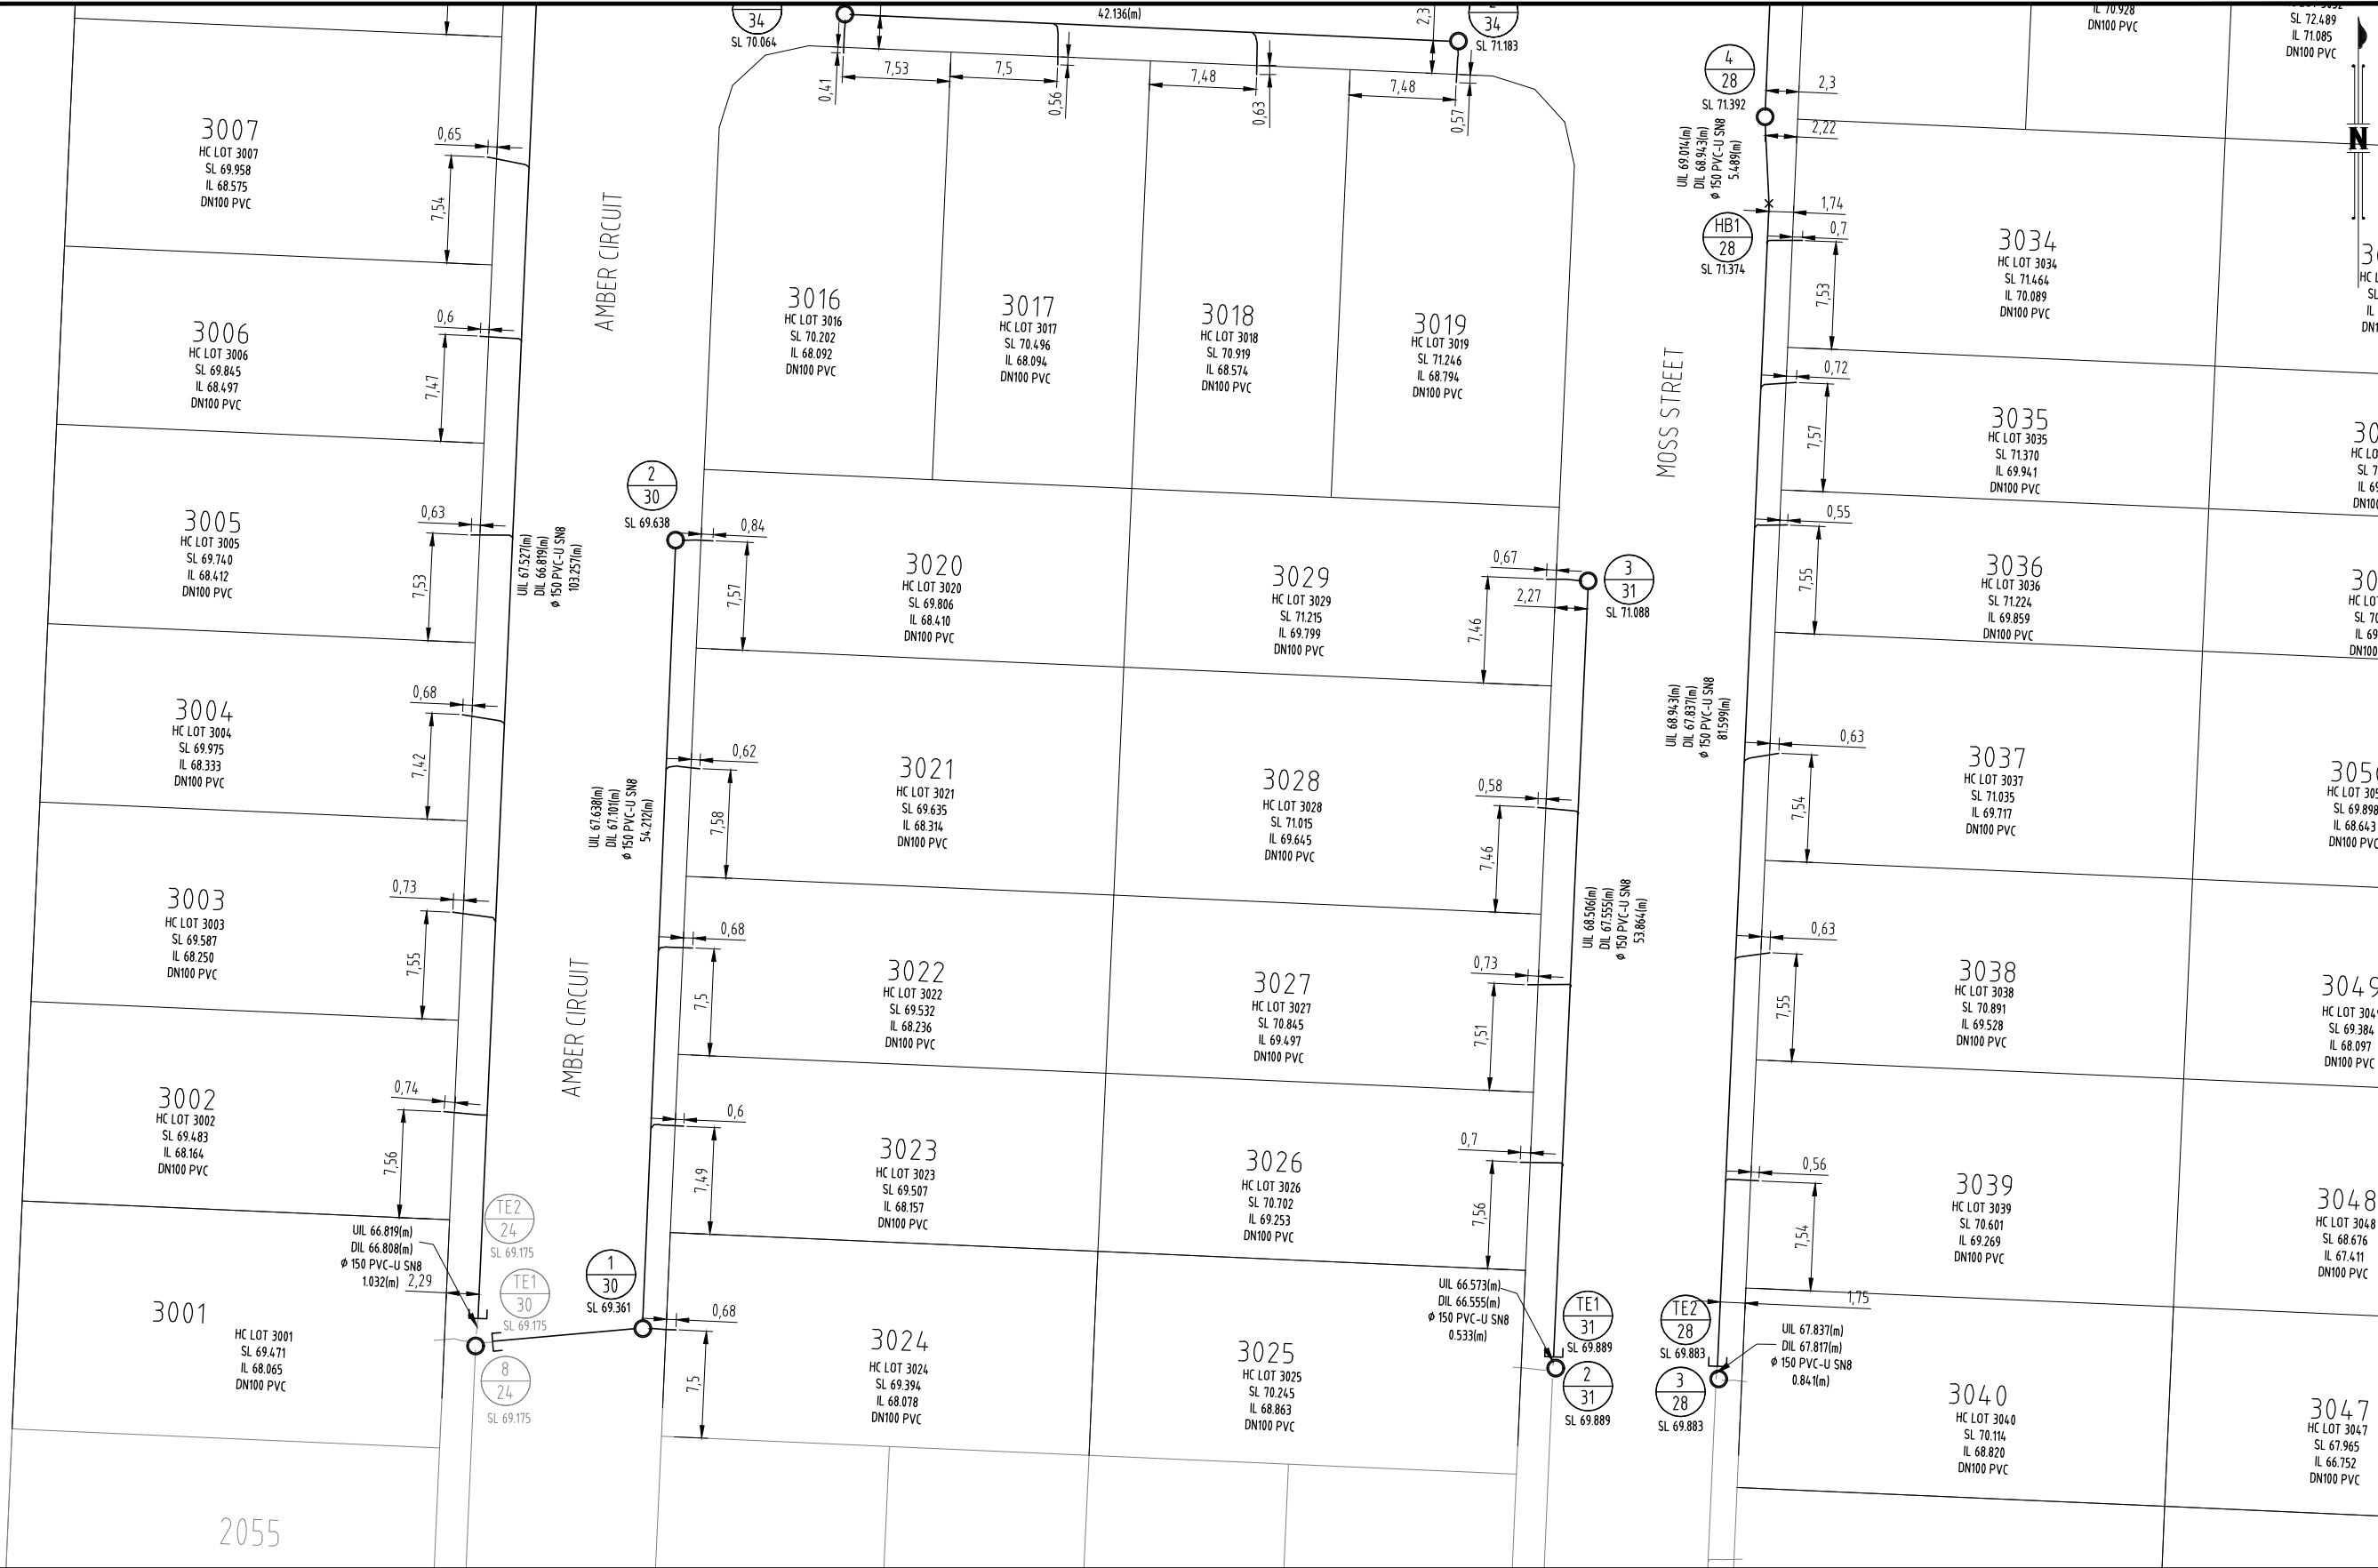 34
SL 70.064
42.136(m)
2,3
34
SL 71.183
0,41
7,53
7,5
0,56
7,48
0,63
7,48
0,57
IL 70.928
DN100 PVC
SL 72.489
IL 71.085
DN100 PVC
N
4
28
SL 71.392
2,3
2,22
UIL 69.014(m)
DIL 68.943(m)
ø 150 PVC-U SN8
5.489(m)
1,74
0,7
HB1
28
SL 71.374
7,53
3007
HC LOT 3007
SL 69.958
IL 68.575
DN100 PVC
0,65
7,54
AMBER CIRCUIT
3006
HC LOT 3006
SL 69.845
IL 68.497
DN100 PVC
0,6
7,47
3005
HC LOT 3005
SL 69.740
IL 68.412
DN100 PVC
0,63
7,53
UIL 67.527(m)
DIL 66.819(m)
ø 150 PVC-U SN8
103.257(m)
3004
HC LOT 3004
SL 69.975
IL 68.333
DN100 PVC
0,68
7,42
3003
HC LOT 3003
SL 69.587
IL 68.250
DN100 PVC
0,73
7,55
3002
HC LOT 3002
SL 69.483
IL 68.164
DN100 PVC
0,74
7,56
UIL 66.819(m)
DIL 66.808(m)
ø 150 PVC-U SN8
1.032(m)
2,29
TE2
24
SL 69.175
TE1
30
SL 69.175
8
24
SL 69.175
3001
HC LOT 3001
SL 69.471
IL 68.065
DN100 PVC
2055
3016
HC LOT 3016
SL 70.202
IL 68.092
DN100 PVC
3017
HC LOT 3017
SL 70.496
IL 68.094
DN100 PVC
3018
HC LOT 3018
SL 70.919
IL 68.574
DN100 PVC
3019
HC LOT 3019
SL 71.246
IL 68.794
DN100 PVC
2
30
SL 69.638
0,84
7,57
3020
HC LOT 3020
SL 69.806
IL 68.410
DN100 PVC
UIL 67.638(m)
DIL 67.101(m)
ø 150 PVC-U SN8
54.212(m)
0,62
7,58
3021
HC LOT 3021
SL 69.635
IL 68.314
DN100 PVC
AMBER CIRCUIT
0,68
7,5
3022
HC LOT 3022
SL 69.532
IL 68.236
DN100 PVC
0,6
7,49
3023
HC LOT 3023
SL 69.507
IL 68.157
DN100 PVC
1
30
SL 69.361
0,68
7,5
3024
HC LOT 3024
SL 69.394
IL 68.078
DN100 PVC
3029
HC LOT 3029
SL 71.215
IL 69.799
DN100 PVC
0,67
2,27
7,46
3
31
SL 71.088
3028
HC LOT 3028
SL 71.015
IL 69.645
DN100 PVC
0,58
7,46
UIL 68.506(m)
DIL 67.555(m)
ø 150 PVC-U SN8
53.864(m)
3027
HC LOT 3027
SL 70.845
IL 69.497
DN100 PVC
0,73
7,51
3026
HC LOT 3026
SL 70.702
IL 69.253
DN100 PVC
0,7
7,56
UIL 66.573(m)
DIL 66.555(m)
ø 150 PVC-U SN8
0.533(m)
TE1
31
SL 69.889
2
31
SL 69.889
3025
HC LOT 3025
SL 70.245
IL 68.863
DN100 PVC
MOSS STREET
3034
HC LOT 3034
SL 71.464
IL 70.089
DN100 PVC
0,72
7,57
3035
HC LOT 3035
SL 71.370
IL 69.941
DN100 PVC
0,55
7,55
3036
HC LOT 3036
SL 71.224
IL 69.859
DN100 PVC
UIL 68.943(m)
DIL 67.837(m)
ø 150 PVC-U SN8
81.599(m)
0,63
7,54
3037
HC LOT 3037
SL 71.035
IL 69.717
DN100 PVC
0,63
7,55
3038
HC LOT 3038
SL 70.891
IL 69.528
DN100 PVC
0,56
7,54
3039
HC LOT 3039
SL 70.601
IL 69.269
DN100 PVC
1,75
TE2
28
SL 69.883
3
28
SL 69.883
UIL 67.837(m)
DIL 67.817(m)
ø 150 PVC-U SN8
0.841(m)
3040
HC LOT 3040
SL 70.114
IL 68.820
DN100 PVC
SL 69.898
IL 68.643
DN100 PVC
3049
SL 69.384
IL 68.097
DN100 PVC
3048
HC LOT 3048
SL 68.676
IL 67.411
DN100 PVC
3047
HC LOT 3047
SL 67.965
IL 66.752
DN100 PVC